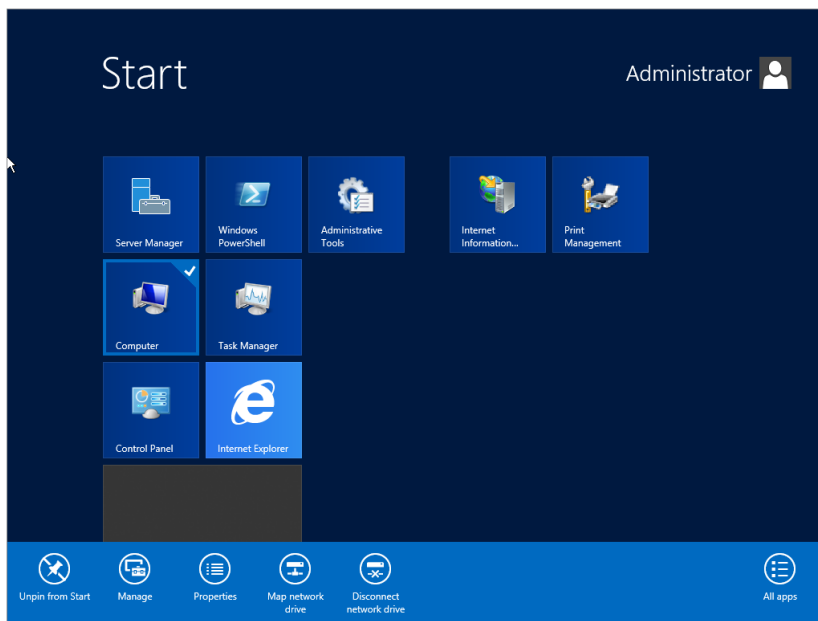 Start
Administrator
Server Manager
Windows
PowerShell
Administrative
Tools
Internet
Information...
Print
Management
Computer
Task Manager
Control Panel
Internet Explorer
Unpin from Start
Manage
Properties
Map network
drive
Disconnect
network drive
All apps